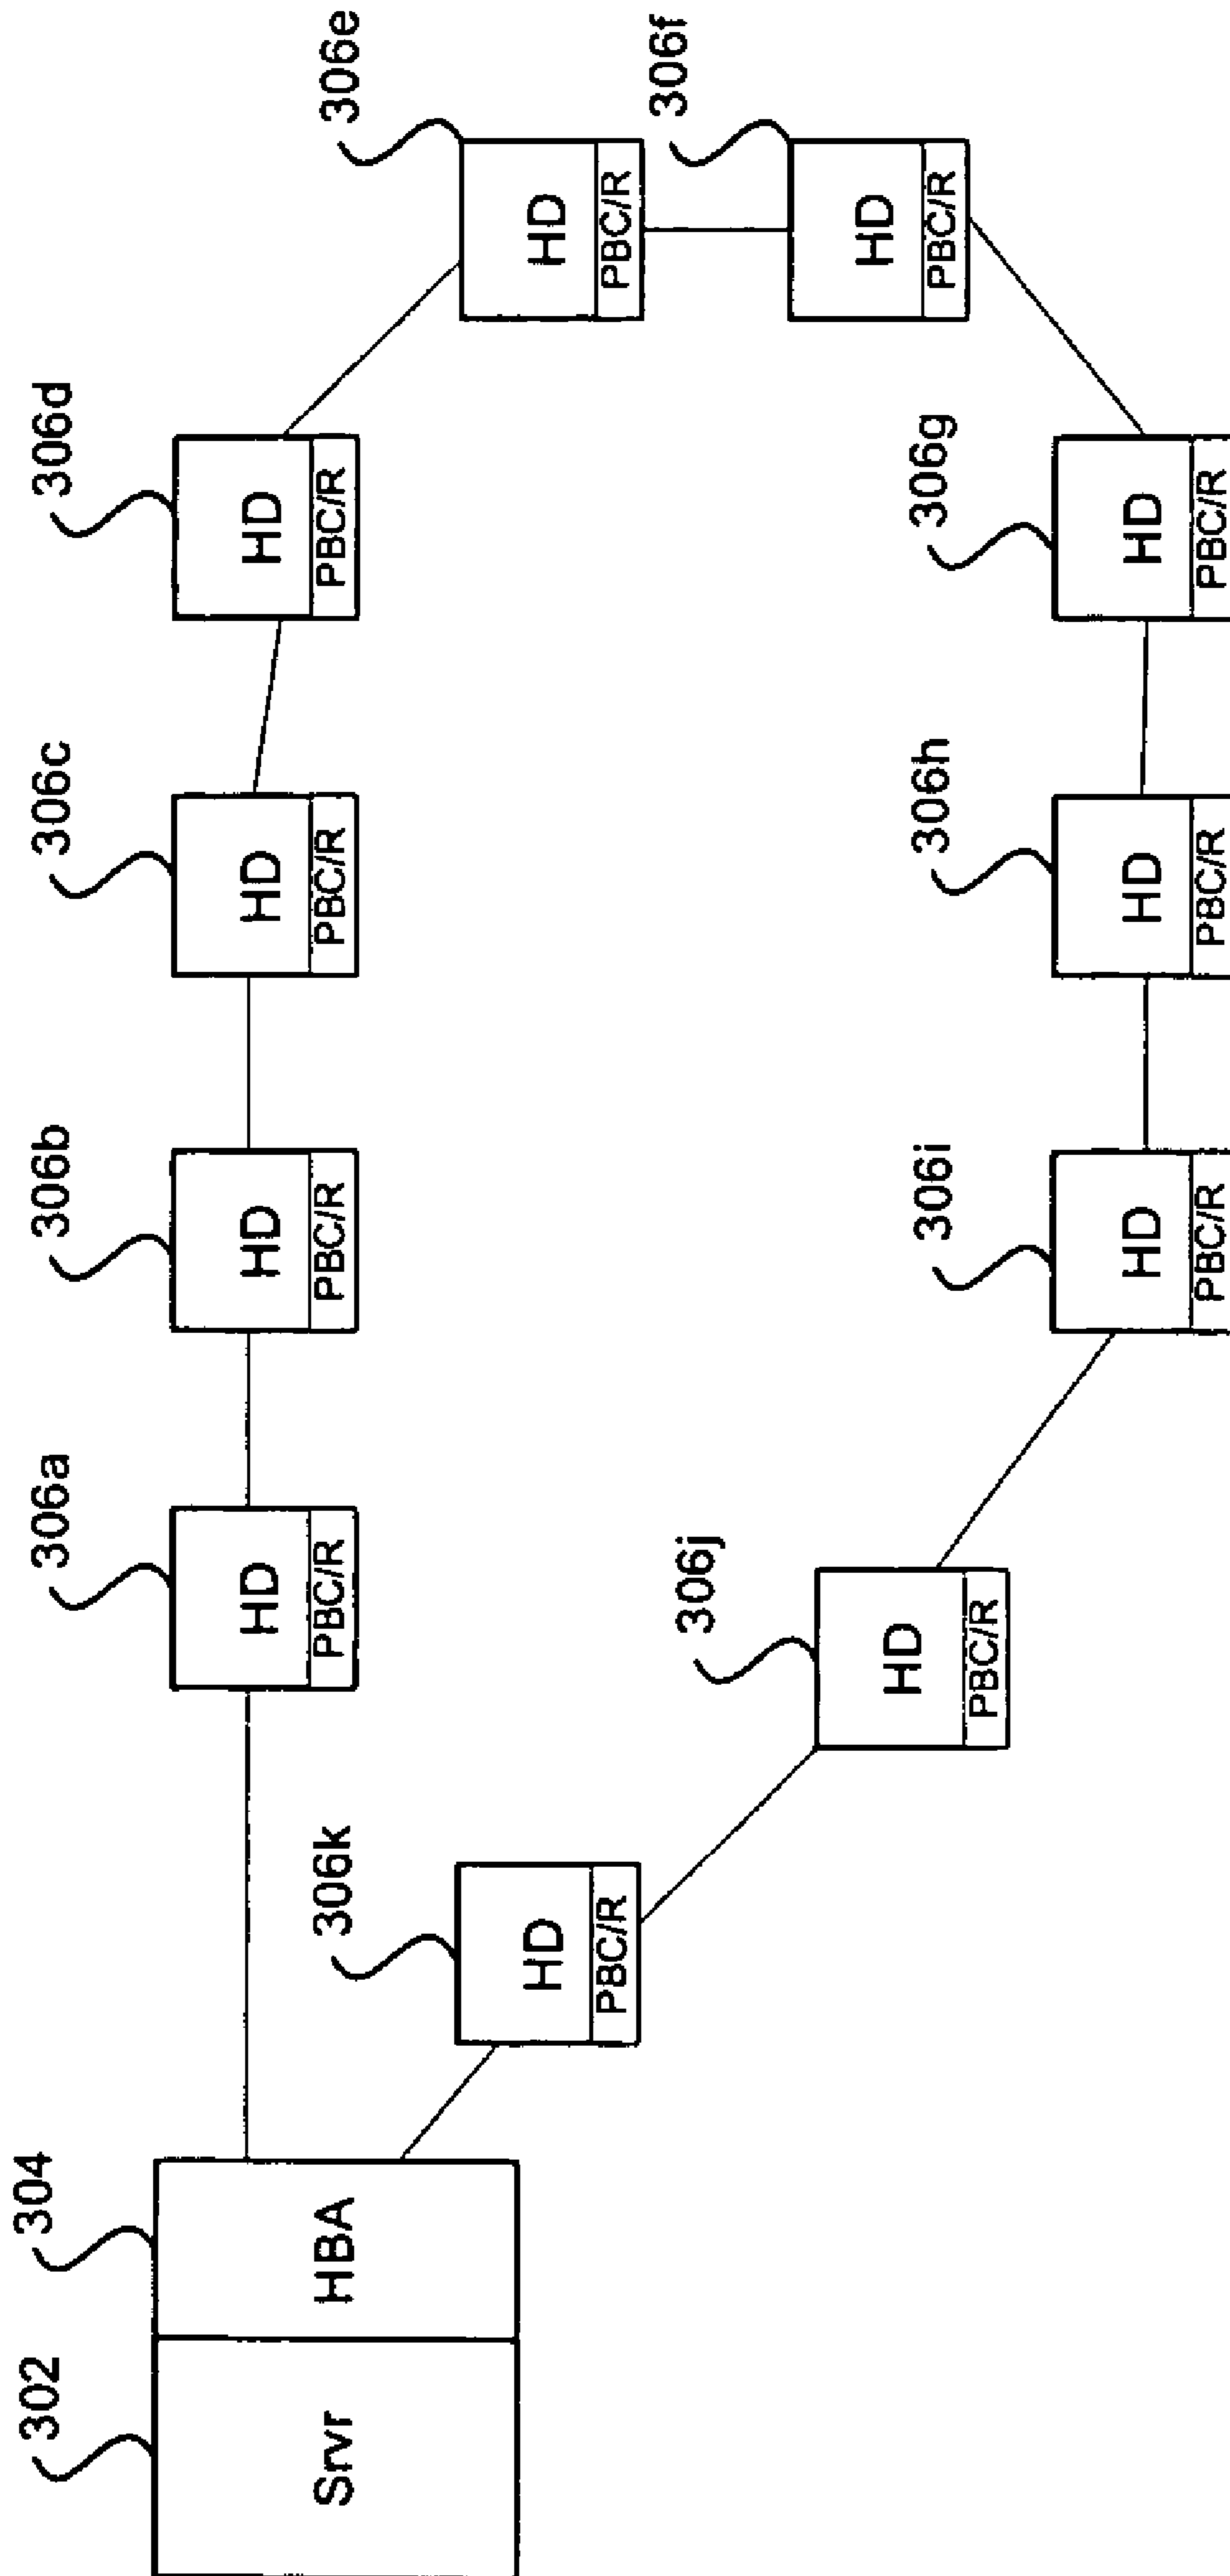 302
304
Srvr
HBA
306a
HD
PBC/R
306b
HD
PBC/R
306c
HD
PBC/R
306d
HD
PBC/R
306e
HD
PBC/R
306f
HD
PBC/R
306g
HD
PBC/R
306h
HD
PBC/R
306i
HD
PBC/R
306j
HD
PBC/R
306k
HD
PBC/R